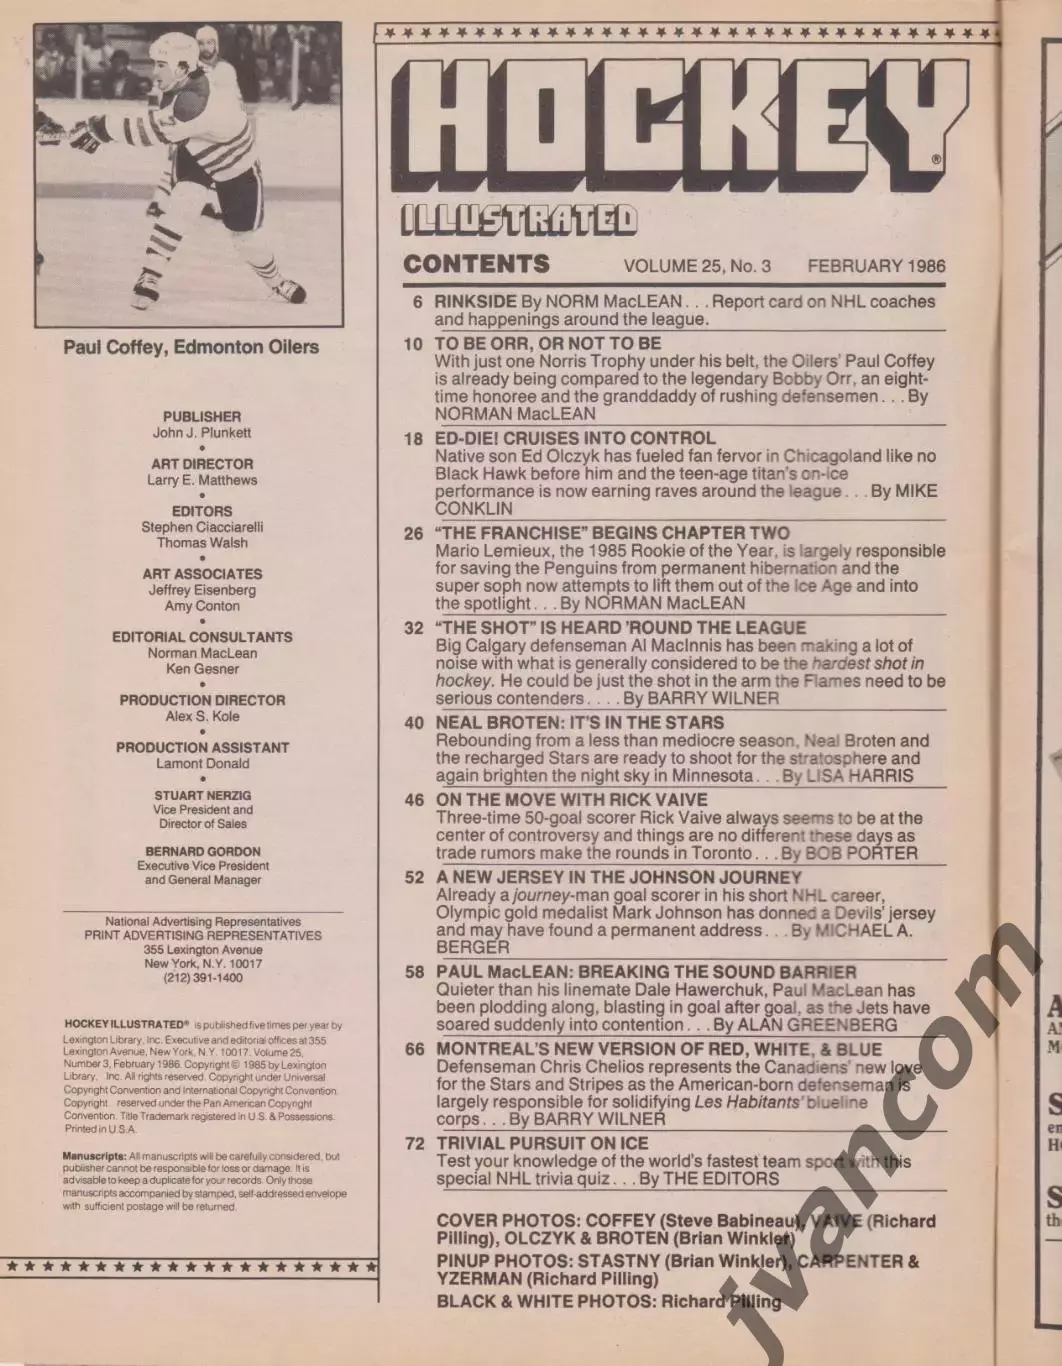 Paul Coffey, Edmonton Oilers
PUBLISHER
John J. Plunkett
ART DIRECTOR
Larry E. Matthews
EDITORS
Stephen Ciacciarelli
Thomas Walsh
ART ASSOCIATES
Jeffrey Eisenberg
Amy Conton
EDITORIAL CONSULTANTS
Norman MacLean
Ken Gesner
PRODUCTION DIRECTOR
Alex S. Kole
PRODUCTION ASSISTANT
Lamont Donald
STUART NERZIG
Vice President and
Director of Sales
BERNARD GORDON
Executive Vice President
and General Manager
National Advertising Representatives
PRINT ADVERTISING REPRESENTATIVES
355 Lexington Avenue
New York, N.Y. 10017
(212) 391-1400
HOCKEY ILLUSTRATED® is published five times per year by
Lexington Library, Inc. Executive and editorial offices at 355
Lexington Avenue, New York, N.Y. 10017. Volume 25,
Number 3, February 1986. Copyright © 1985 by Lexington
Library, Inc. All rights reserved. Copyright under Universal
Copyright Convention and International Copyright Convention.
Copyright reserved under the Pan American Copyright
Convention. Title Trademark registered in U.S. & Possessions.
Printed in U.S.A.
Manuscripts: All manuscripts will be carefully considered, but
publisher cannot be responsible for loss or damage. It is
advisable to keep a duplicate for your records. Only those
manuscripts accompanied by stamped, self-addressed envelope
with sufficient postage will be returned.
HOCKEY®
ILLUSTRATED
CONTENTS VOLUME 25, No. 3 FEBRUARY 1986
6 RINKSIDE By NORM MacLEAN. . .Report card on NHL coaches
and happenings around the league.
10 TO BE ORR, OR NOT TO BE
With just one Norris Trophy under his belt, the Oilers' Paul Coffey
is already being compared to the legendary Bobby Orr, an eight-
time honoree and the granddaddy of rushing defensemen. . .By
NORMAN MacLEAN
18 ED-DIE! CRUISES INTO CONTROL
Native son Ed Olczyk has fueled fan fervor in Chicagoland like no
Black Hawk before him and the teen-age titan's on-ice
performance is now earning raves around the league. . .By MIKE
CONKLIN
26 “THE FRANCHISE” BEGINS CHAPTER TWO
Mario Lemieux, the 1985 Rookie of the Year, is largely responsible
for saving the Penguins from permanent hibernation and the
super soph now attempts to lift them out of the Ice Age and into
the spotlight. . .By NORMAN MacLEAN
32 “THE SHOT” IS HEARD 'ROUND THE LEAGUE
Big Calgary defenseman Al MacInnis has been making a lot of
noise with what is generally considered to be the hardest shot in
hockey. He could be just the shot in the arm the Flames need to be
serious contenders. . . .By BARRY WILNER
40 NEAL BROTEN: IT'S IN THE STARS
Rebounding from a less than mediocre season, Neal Broten and
the recharged Stars are ready to shoot for the stratosphere and
again brighten the night sky in Minnesota. . .By LISA HARRIS
46 ON THE MOVE WITH RICK VAIVE
Three-time 50-goal scorer Rick Vaive always seems to be at the
center of controversy and things are no different these days as
trade rumors make the rounds in Toronto. . .By BOB PORTER
52 A NEW JERSEY IN THE JOHNSON JOURNEY
Already a journey-man goal scorer in his short NHL career,
Olympic gold medalist Mark Johnson has donned a Devils' jersey
and may have found a permanent address. . .By MICHAEL A.
BERGER
58 PAUL MacLEAN: BREAKING THE SOUND BARRIER
Quieter than his linemate Dale Hawerchuk, Paul MacLean has
been plodding along, blasting in goal after goal, as the Jets have
soared suddenly into contention. . .By ALAN GREENBERG
66 MONTREAL'S NEW VERSION OF RED, WHITE, & BLUE
Defenseman Chris Chelios represents the Canadiens' new love
for the Stars and Stripes as the American-born defenseman is
largely responsible for solidifying Les Habitants' blueline
corps. . .By BARRY WILNER
72 TRIVIAL PURSUIT ON ICE
Test your knowledge of the world's fastest team sport with this
special NHL trivia quiz. . .By THE EDITORS
COVER PHOTOS: COFFEY (Steve Babineau), VAIVE (Richard
Pilling), OLCZYK & BROTEN (Brian Winkler)
PINUP PHOTOS: STASTNY (Brian Winkler), CARPENTER &
YZERMAN (Richard Pilling)
BLACK & WHITE PHOTOS: Richard Pilling
jvancom